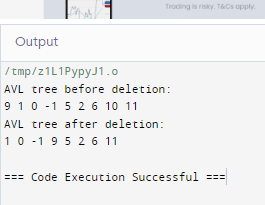 Trading is risky. T&Cs apply.
Output
/tmp/z1L1PypyJ1.o
AVL tree before deletion:
9 1 0 -1 5 2 6 10 11
AVL tree after deletion:
1 0 -1 9 5 2 6 11
=== Code Execution Successful ===